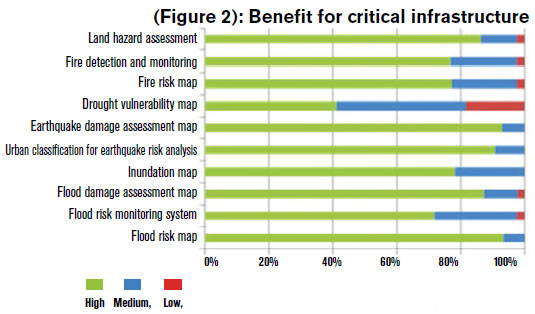 (Figure 2): Benefit for critical infrastructure
Land hazard assessment
Fire detection and monitoring
Fire risk map
Drought vulnerability map
Earthquake damage assessment map
Urban classification for earthquake risk analysis
Inundation map
Flood damage assessment map
Flood risk monitoring system
Flood risk map
0% 20% 40% 60% 80% 100%
High Medium, Low,